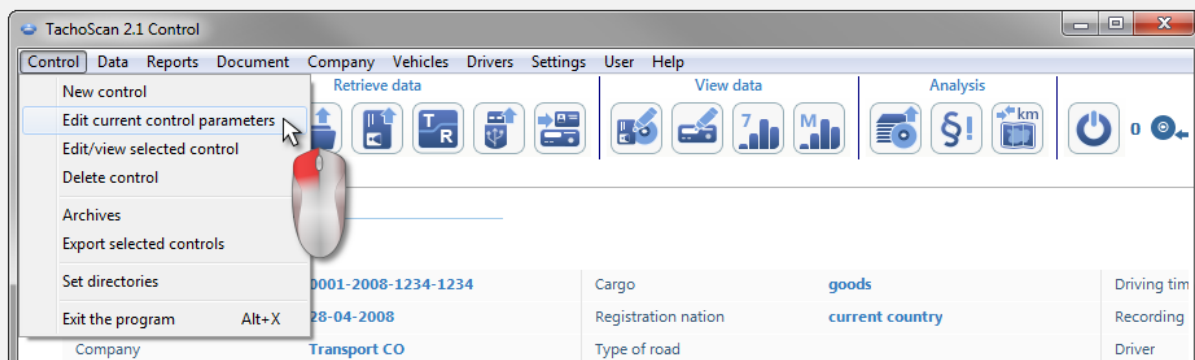 TachoScan 2.1 Control
Control Data Reports Document Company Vehicles Drivers Settings User Help
New control
Edit current control parameters
Edit/view selected control
Delete control
Archives
Export selected controls
Set directories
Exit the program Alt+X
Retrieve data View data Analysis
T R 7 M §! km 0
0001-2008-1234-1234 Cargo goods Driving tim
28-04-2008 Registration nation current country Recording
Company Transport CO Type of road Driver